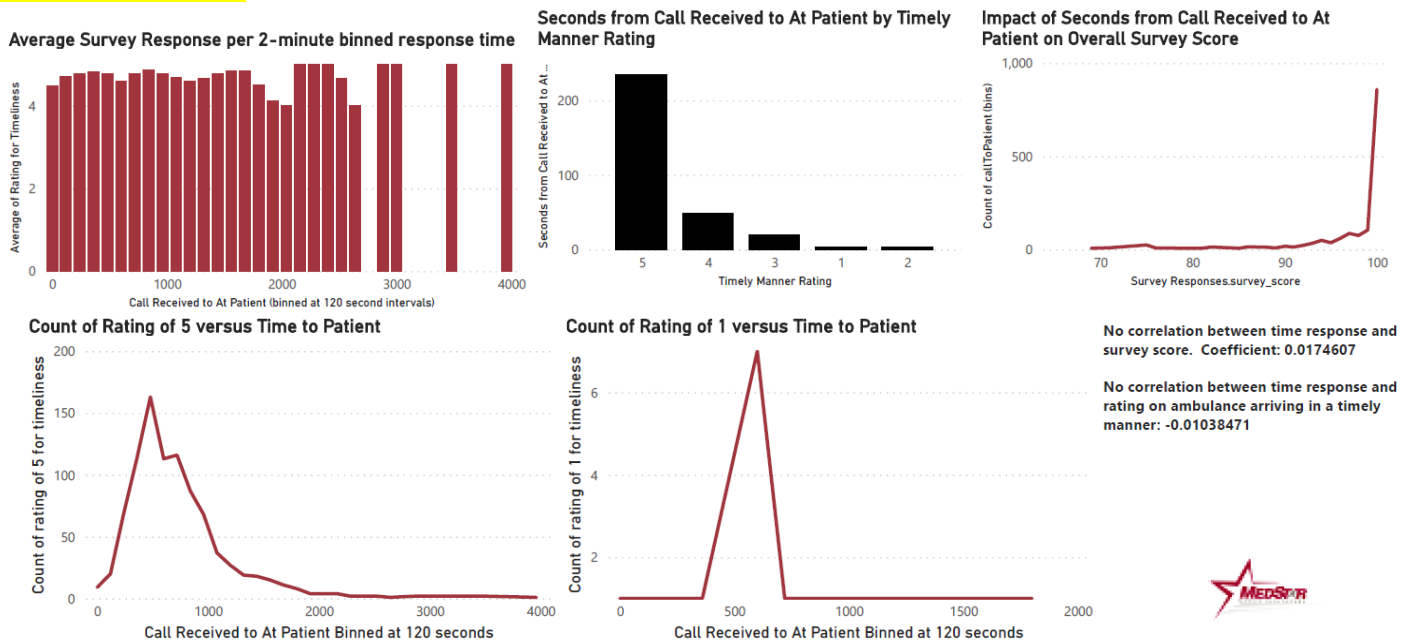 Average Survey Response per 2-minute binned response time
Average of Rating for Timeliness
4
2
0
0
1000
2000
3000
4000
Call Received to At Patient (binned at 120 second intervals)
Seconds from Call Received to At Patient by Timely
Manner Rating
Seconds from Call Received to At...
200
100
0
5
4
3
1
2
Timely Manner Rating
Impact of Seconds from Call Received to At
Patient on Overall Survey Score
Count of callToPatient (bins)
1,000
500
0
70
80
90
100
Survey Responses.survey_score
Count of Rating of 5 versus Time to Patient
Count of rating of 5 for timeliness
200
150
100
50
0
0
1000
2000
3000
4000
Call Received to At Patient Binned at 120 seconds
Count of Rating of 1 versus Time to Patient
Count of rating of 1 for timeliness
6
4
2
0
500
1000
1500
2000
Call Received to At Patient Binned at 120 seconds
No correlation between time response and
survey score. Coefficient: 0.0174607
No correlation between time response and
rating on ambulance arriving in a timely
manner: -0.01038471
MEDSTAR